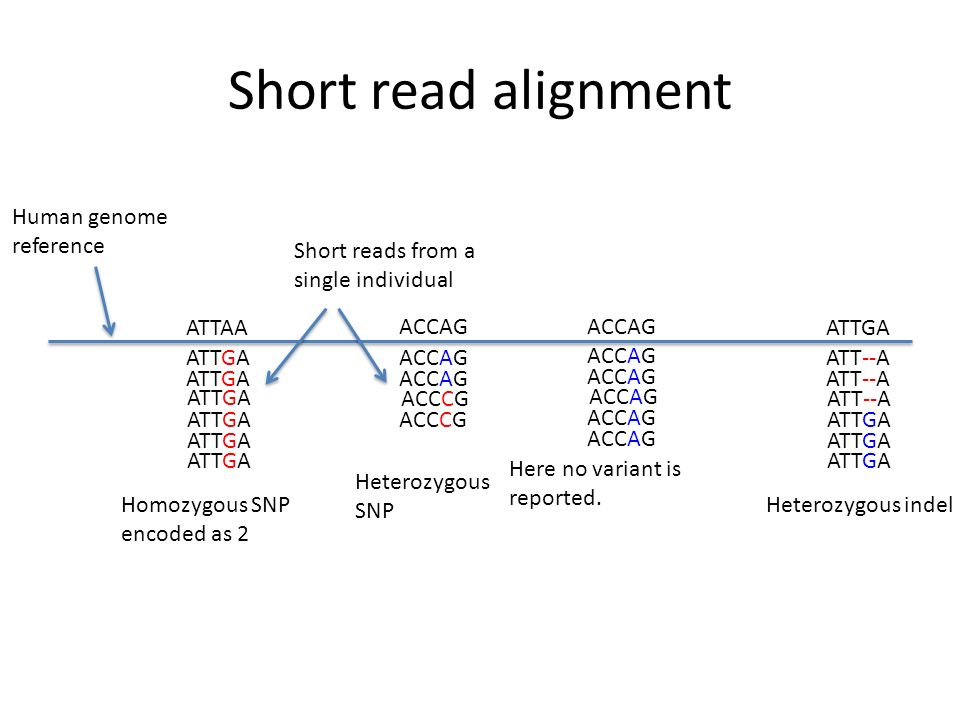 Short read alignment
Human genome
reference
Short reads from a
single individual
ATTAA
ATTGA
ATTGA
ATTGA
ATTGA
ATTGA
ATTGA
Homozygous SNP
encoded as 2
ACCAG
ACCAG
ACCAG
ACCCG
ACCCG
Heterozygous
SNP
ACCAG
ACCAG
ACCAG
ACCAG
ACCAG
ACCAG
Here no variant is
reported.
ATTGA
ATT--A
ATT--A
ATT--A
ATTGA
ATTGA
ATTGA
Heterozygous indel